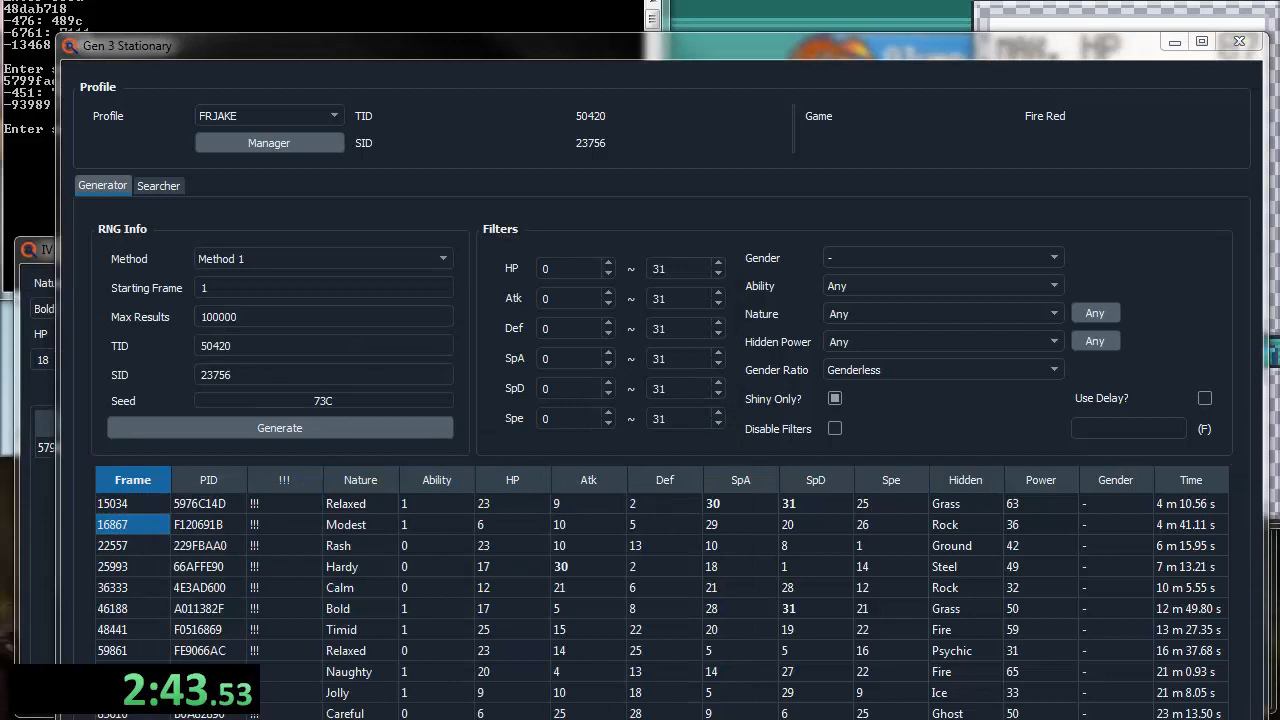 48dab718
-476: 489c
-13468
5799fad
-451:
-93989
Gen 3 Stationary
Profile
Profile
FRJAKE
TID
50420
Game
Fire Red
Manager
SID
23756
Generator
Searcher
RNG Info
Method
Method 1
Starting Frame
1
Max Results
100000
TID
50420
SID
23756
Seed
73C
Generate
Filters
HP 0 ~ 31
Atk 0 ~ 31
Def 0 ~ 31
SpA 0 ~ 31
SpD 0 ~ 31
Spe 0 ~ 31
Gender -
Ability Any
Nature Any Any
Hidden Power Any Any
Gender Ratio Genderless
Shiny Only?
Use Delay?
Disable Filters
(F)
IV
Bold
HP
18
579
Frame PID !!! Nature Ability HP Atk Def SpA SpD Spe Hidden Power Gender Time
15034 5976C14D !!! Relaxed 1 23 9 2 30 31 25 Grass 63 - 4 m 10.56 s
16867 F120691B !!! Modest 1 6 10 5 29 20 26 Rock 36 - 4 m 41.11 s
22557 229FBAA0 !!! Rash 0 23 10 13 10 8 1 Ground 42 - 6 m 15.95 s
25993 66AFFE90 !!! Hardy 0 17 30 2 18 1 14 Steel 49 - 7 m 13.21 s
36333 4E3AD600 !!! Calm 0 12 21 6 21 28 12 Rock 32 - 10 m 5.55 s
46188 A011382F !!! Bold 1 17 5 8 28 31 21 Grass 50 - 12 m 49.80 s
48441 F0516869 !!! Timid 1 25 15 22 20 19 22 Fire 59 - 13 m 27.35 s
59861 FE9066AC !!! Relaxed 0 23 14 25 5 5 16 Psychic 31 - 16 m 37.68 s
!!! Naughty 1 20 4 13 14 27 22 Fire 65 - 21 m 0.93 s
!!! Jolly 1 9 10 18 5 29 9 Ice 33 - 21 m 8.05 s
!!! Careful 0 6 25 28 9 6 25 Ghost 50 - 23 m 13.50 s
2:43.53